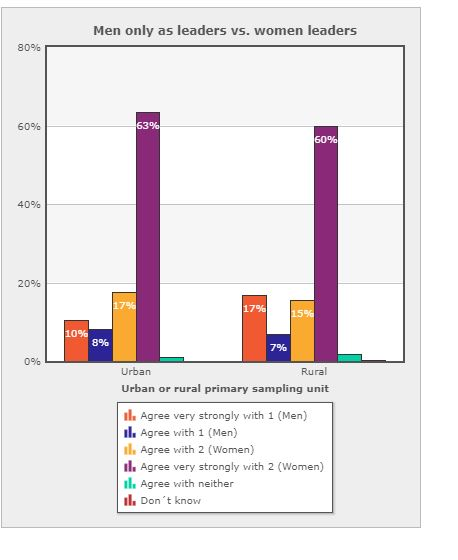 Men only as leaders vs. women leaders
80%
60%
40%
20%
0%
10%
8%
17%
63%
17%
7%
15%
60%
Urban
Rural
Urban or rural primary sampling unit
Agree very strongly with 1 (Men)
Agree with 1 (Men)
Agree with 2 (Women)
Agree very strongly with 2 (Women)
Agree with neither
Don´t know